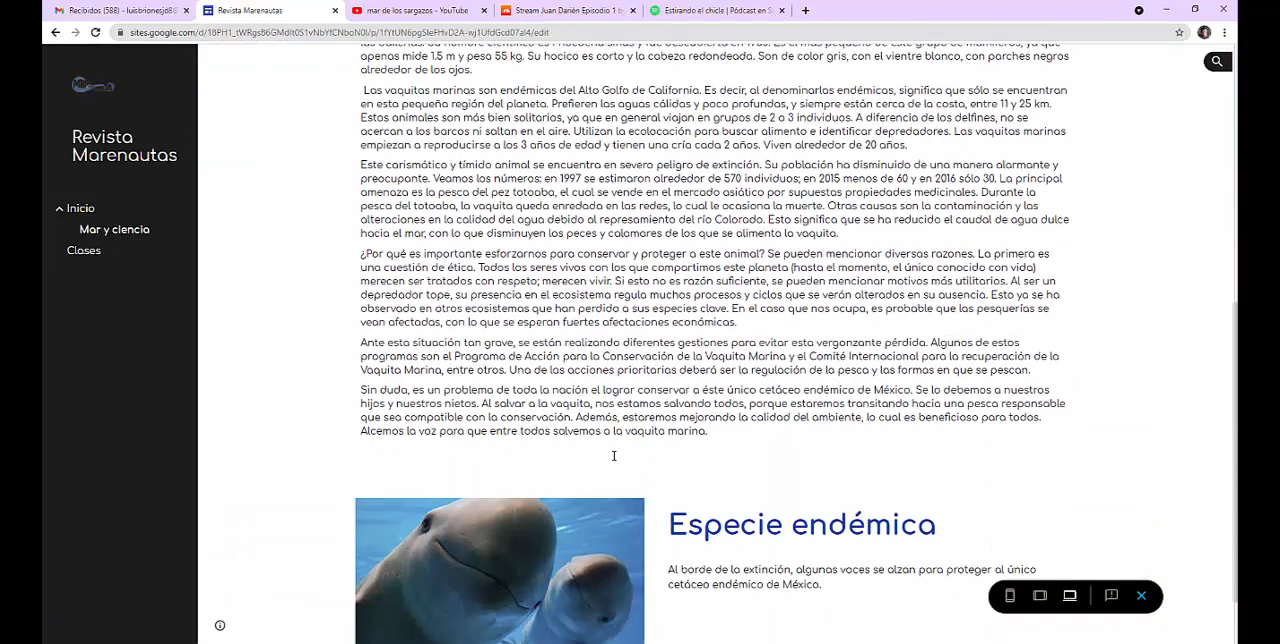 Recibidos (588) - luisbrionesjd8@
Revista Marenautas
mar de los sargazos - YouTube
Stream Juan Darién Episodio 1 b
Estirando el chicle | Pódcast en S
sites.google.com/d/18PH1_tWRgs86GMdIt0S1vNbYfCNboN0I/p/1fYtUN6pgSleFHvD2A-wj1UfdGcd07al4/edit
apenas mide 1.5 m y pesa 55 kg. Su hocico es corto y la cabeza redondeada. Son de color gris, con el vientre blanco, con parches negros
alrededor de los ojos.
Las vaquitas marinas son endémicas del Alto Golfo de California. Es decir, al denominarlas endémicas, significa que sólo se encuentran
en esta pequeña región del planeta. Prefieren las aguas cálidas y poco profundas, y siempre están cerca de la costa, entre 11 y 25 km.
Estos animales son más bien solitarios, ya que en general viajan en grupos de 2 o 3 individuos. A diferencia de los delfines, no se
acercan a los barcos ni saltan en el aire. Utilizan la ecolocación para buscar alimento e identificar depredadores. Las vaquitas marinas
empiezan a reproducirse a los 3 años de edad y tienen una cría cada 2 años. Viven alrededor de 20 años.
Este carismático y tímido animal se encuentra en severo peligro de extinción. Su población ha disminuido de una manera alarmante y
preocupante. Veamos los números: en 1997 se estimaron alrededor de 570 individuos; en 2015 menos de 60 y en 2016 sólo 30. La principal
amenaza es la pesca del pez totoaba, el cual se vende en el mercado asiático por supuestas propiedades medicinales. Durante la
pesca del totoaba, la vaquita queda enredada en las redes, lo cual le ocasiona la muerte. Otras causas son la contaminación y las
alteraciones en la calidad del agua debido al represamiento del río Colorado. Esto significa que se ha reducido el caudal de agua dulce
hacia el mar, con lo que disminuyen los peces y calamares de los que se alimenta la vaquita.
¿Por qué es importante esforzarnos para conservar y proteger a este animal? Se pueden mencionar diversas razones. La primera es
una cuestión de ética. Todos los seres vivos con los que compartimos este planeta (hasta el momento, el único conocido con vida)
merecen ser tratados con respeto; merecen vivir. Si esto no es razón suficiente, se pueden mencionar motivos más utilitarios. Al ser un
depredador tope, su presencia en el ecosistema regula muchos procesos y ciclos que se verán alterados en su ausencia. Esto ya se ha
observado en otros ecosistemas que han perdido a sus especies clave. En el caso que nos ocupa, es probable que las pesquerías se
vean afectadas, con lo que se esperan fuertes afectaciones económicas.
Ante esta situación tan grave, se están realizando diferentes gestiones para evitar esta vergonzante pérdida. Algunos de estos
programas son el Programa de Acción para la Conservación de la Vaquita Marina y el Comité Internacional para la recuperación de la
Vaquita Marina, entre otros. Una de las acciones prioritarias deberá ser la regulación de la pesca y las formas en que se pescan.
Sin duda, es un problema de toda la nación el lograr conservar a éste único cetáceo endémico de México. Se lo debemos a nuestros
hijos y nuestros nietos. Al salvar a la vaquita, nos estamos salvando todos, porque estaremos transitando hacia una pesca responsable
que sea compatible con la conservación. Además, estaremos mejorando la calidad del ambiente, lo cual es beneficioso para todos.
Alcemos la voz para que entre todos salvemos a la vaquita marina.
Revista
Marenautas
Inicio
Mar y ciencia
Clases
Especie endémica
Al borde de la extinción, algunas voces se alzan para proteger al único
cetáceo endémico de México.